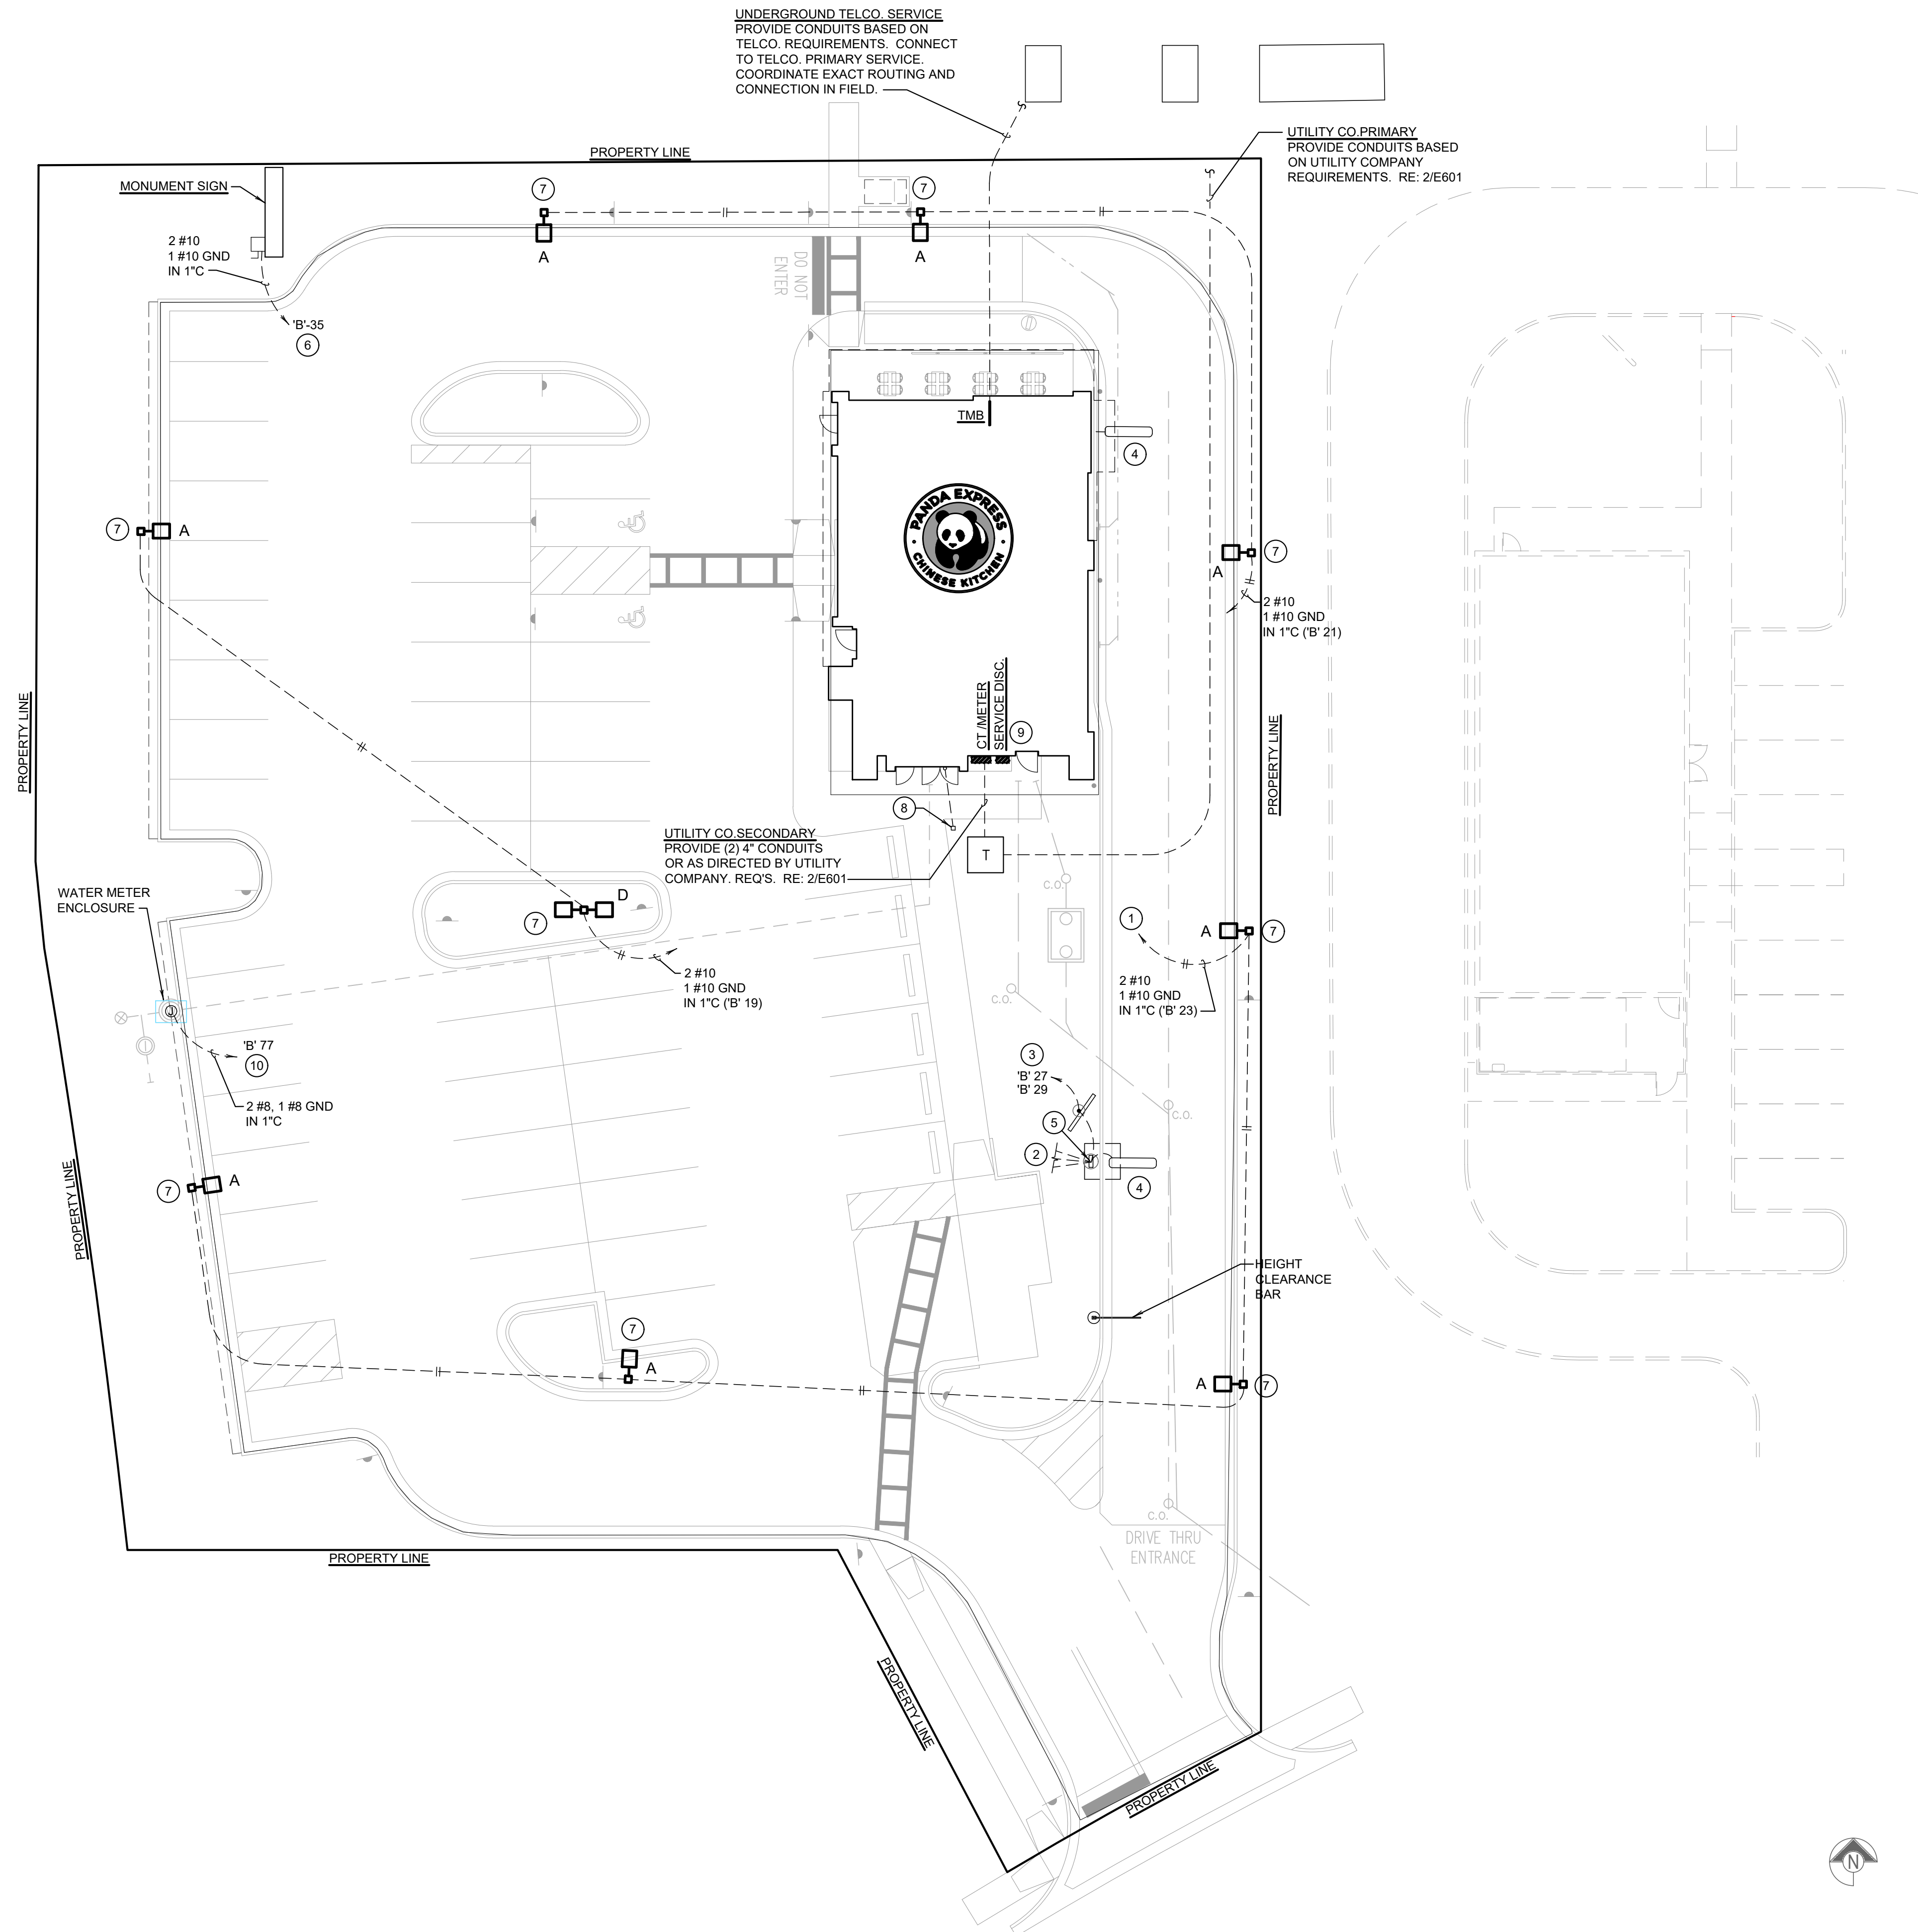 UNDERGROUND TELCO. SERVICE
PROVIDE CONDUITS BASED ON
TELCO. REQUIREMENTS. CONNECT
TO TELCO. PRIMARY SERVICE.
COORDINATE EXACT ROUTING AND
CONNECTION IN FIELD.
UTILITY CO.PRIMARY
PROVIDE CONDUITS BASED
ON UTILITY COMPANY
REQUIREMENTS. RE: 2/E601
PROPERTY LINE
MONUMENT SIGN
7
7
A
A
2 #10
1 #10 GND
IN 1"C
'B'-35
6
DO NOT
ENTER
TMB
4
PANDA EXPRESS
CHINESE KITCHEN
7
A
7
A
2 #10
1 #10 GND
IN 1"C ('B' 21)
PROPERTY LINE
CT /METER
SERVICE DISC.
9
PROPERTY LINE
8
UTILITY CO.SECONDARY
PROVIDE (2) 4" CONDUITS
OR AS DIRECTED BY UTILITY
COMPANY. REQ'S. RE: 2/E601
T
C.O.
WATER METER
ENCLOSURE
D
7
2 #10
1 #10 GND
IN 1"C ('B' 19)
1
A
7
2 #10
1 #10 GND
IN 1"C ('B' 23)
C.O.
J
'B' 77
10
2 #8, 1 #8 GND
IN 1"C
3
'B' 27
'B' 29
C.O.
5
2
4
7
A
PROPERTY LINE
HEIGHT
CLEARANCE
BAR
7
A
A
7
C.O.
DRIVE THRU
ENTRANCE
PROPERTY LINE
PROPERTY LINE
PROPERTY LINE
N